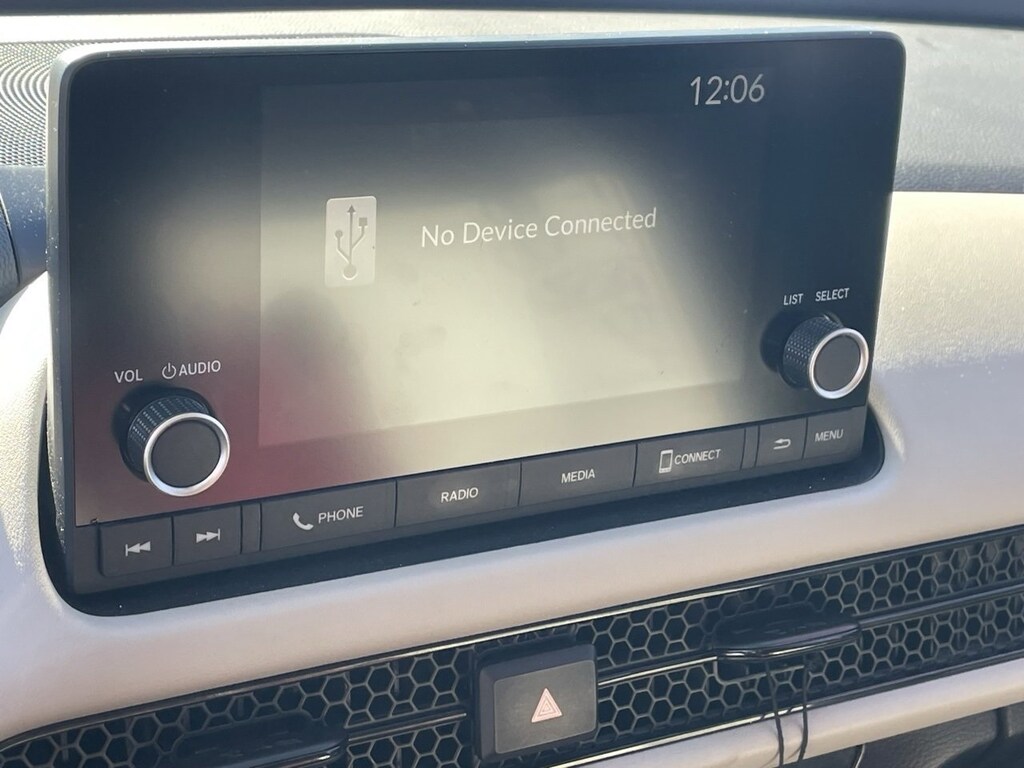 12:06
No Device Connected
LIST SELECT
VOL AUDIO
PHONE
RADIO
MEDIA
CONNECT
MENU